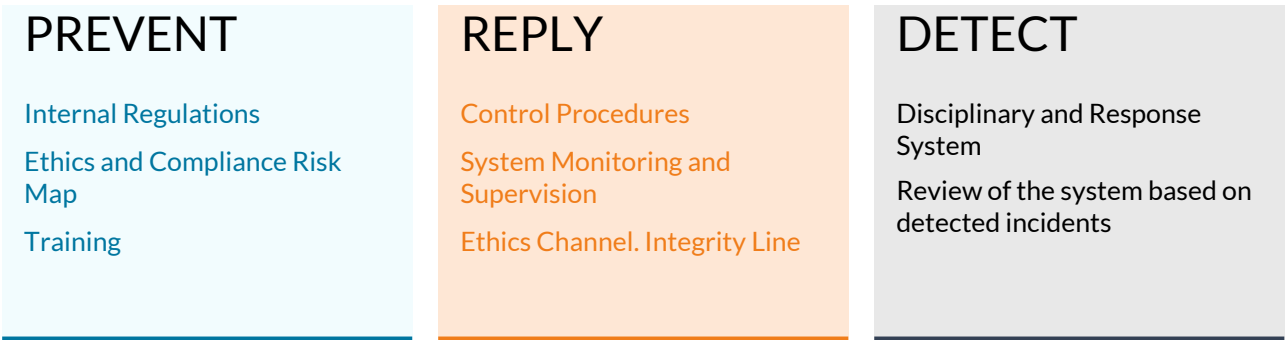 PREVENT
Internal Regulations
Ethics and Compliance Risk
Map
Training
REPLY
Control Procedures
System Monitoring and
Supervision
Ethics Channel. Integrity Line
DETECT
Disciplinary and Response
System
Review of the system based on
detected incidents